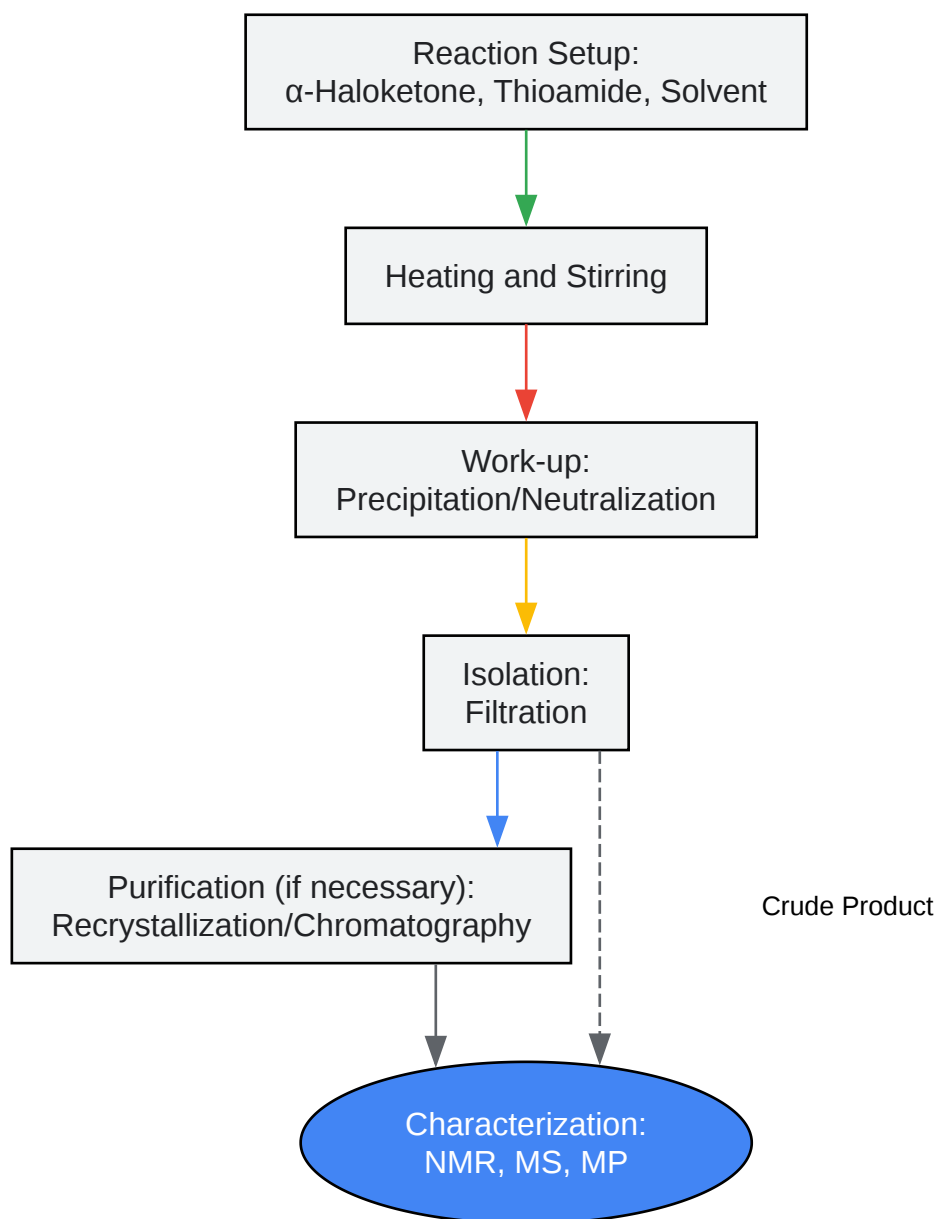 Reaction Setup:
α-Haloketone, Thioamide, Solvent
Heating and Stirring
Work-up:
Precipitation/Neutralization
Isolation:
Filtration
Purification (if necessary):
Recrystallization/Chromatography
Crude Product
Characterization:
NMR, MS, MP